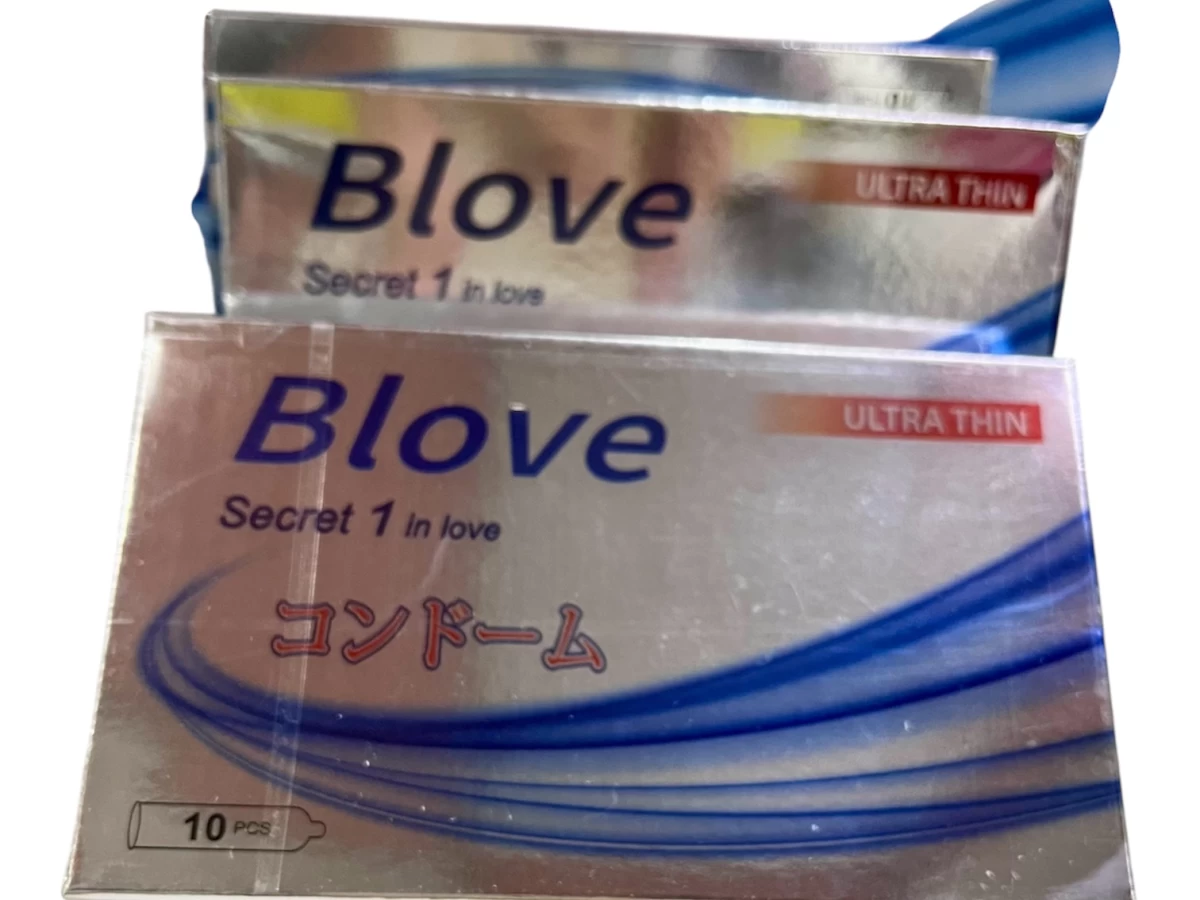 Blove
ULTRA THIN
Secret 1 in love
Blove
ULTRA THIN
Secret 1 in love
コンドーム
10 PCS